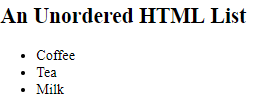 An Unordered HTML List
Coffee
Tea
Milk